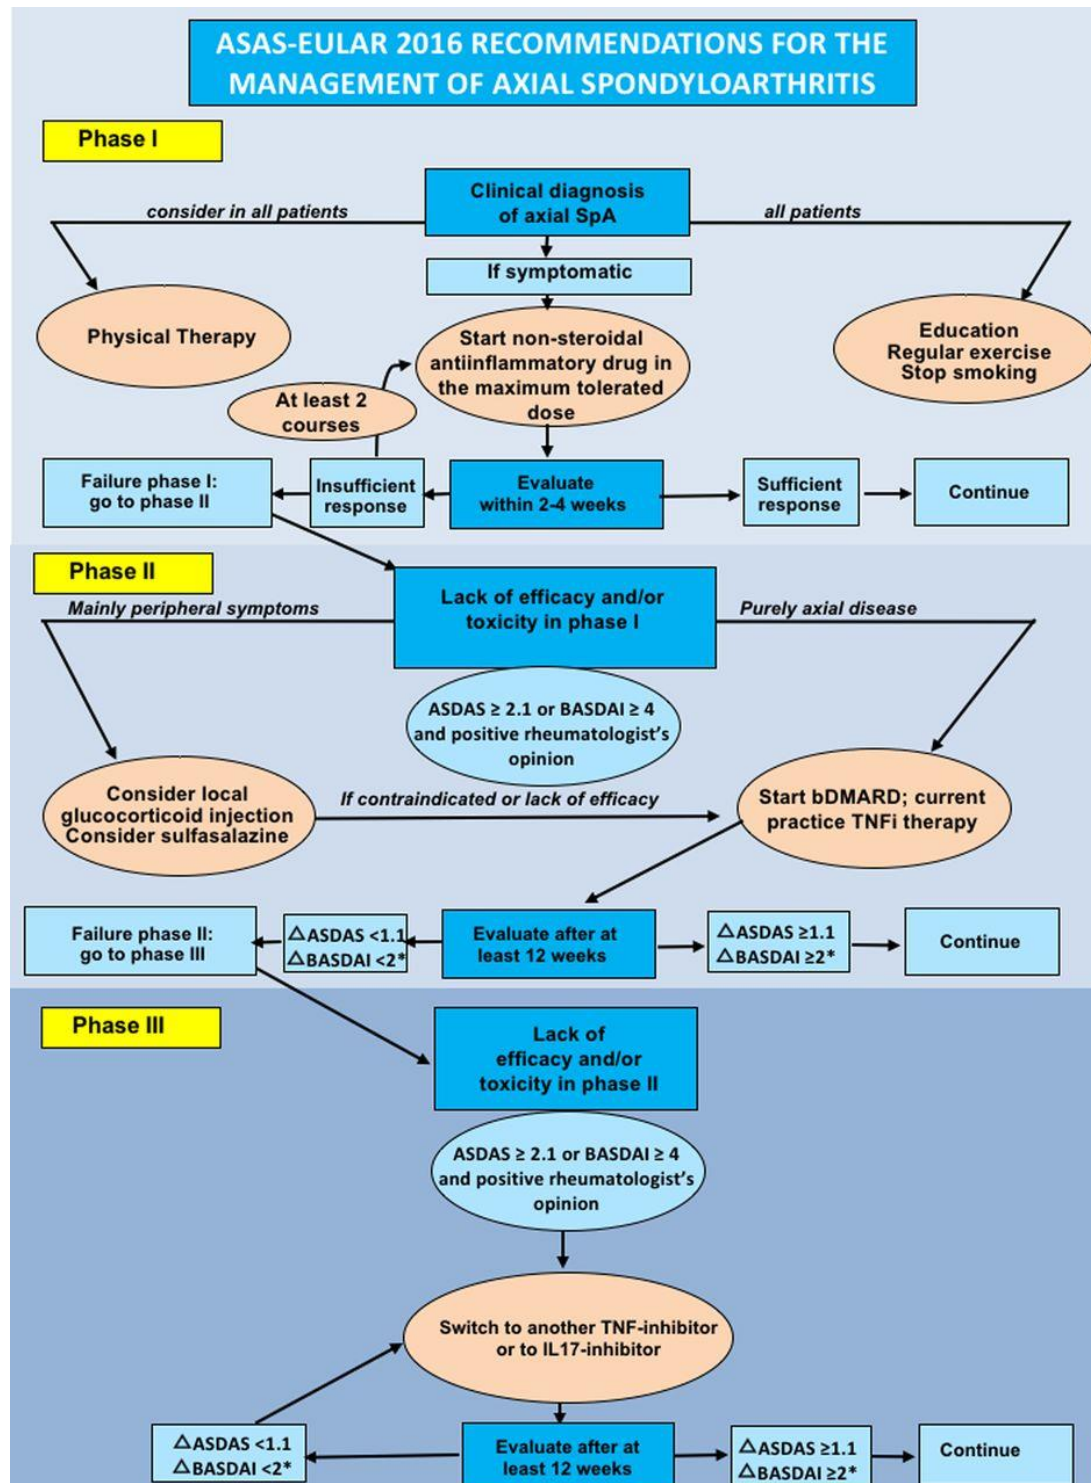 ASAS-EULAR 2016 RECOMMENDATIONS FOR THE
MANAGEMENT OF AXIAL SPONDYLOARTHRITIS
Phase I
Clinical diagnosis
of axial SpA
consider in all patients
all patients
If symptomatic
Physical Therapy
Start non-steroidal
antiinflammatory drug in
the maximum tolerated
dose
Education
Regular exercise
Stop smoking
At least 2
courses
Failure phase I:
go to phase II
Insufficient
response
Evaluate
within 2-4 weeks
Sufficient
response
Continue
Phase II
Mainly peripheral symptoms
Lack of efficacy and/or
toxicity in phase I
Purely axial disease
ASDAS ≥ 2.1 or BASDAI ≥ 4
and positive rheumatologist's
opinion
Consider local
glucocorticoid injection
Consider sulfasalazine
If contraindicated or lack of efficacy
Start bDMARD; current
practice TNFi therapy
Failure phase II:
go to phase III
△ASDAS <1.1
△BASDAI <2*
Evaluate after at
least 12 weeks
△ASDAS ≥1.1
△BASDAI ≥2*
Continue
Phase III
Lack of
efficacy and/or
toxicity in phase II
ASDAS ≥ 2.1 or BASDAI ≥ 4
and positive rheumatologist's
opinion
Switch to another TNF-inhibitor
or to IL17-inhibitor
△ASDAS <1.1
△BASDAI <2*
Evaluate after at
least 12 weeks
△ASDAS ≥1.1
△BASDAI ≥2*
Continue